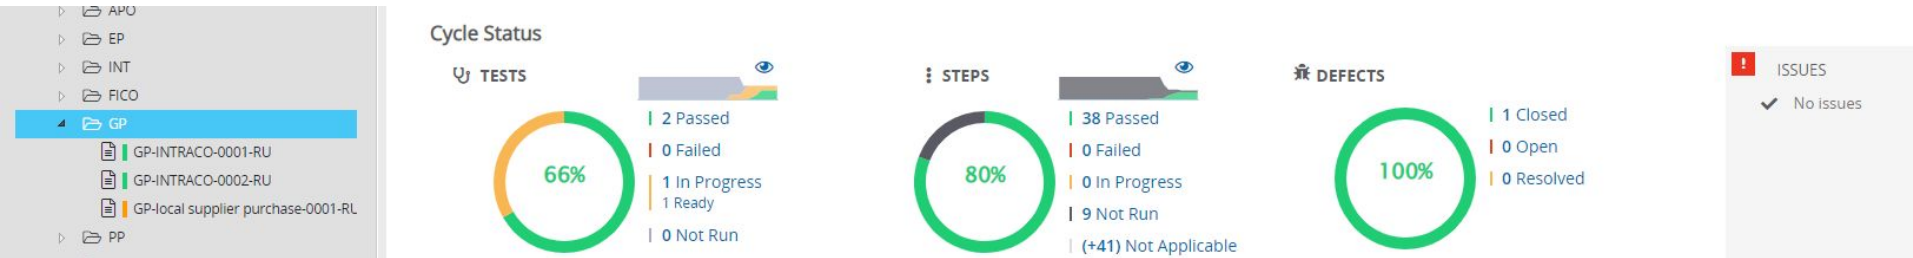 APO
EP
INT
FICO
GP
GP-INTRACO-0001-RU
GP-INTRACO-0002-RU
GP-local supplier purchase-0001-RU
PP
Cycle Status
TESTS
66%
2 Passed
0 Failed
1 In Progress
1 Ready
0 Not Run
STEPS
80%
38 Passed
0 Failed
0 In Progress
9 Not Run
(+41) Not Applicable
DEFECTS
100%
1 Closed
0 Open
0 Resolved
! ISSUES
No issues